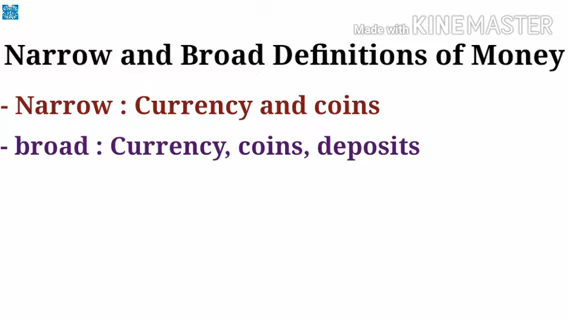 Made with KINEMASTER
Narrow and Broad Definitions of Money
- Narrow : Currency and coins
- broad : Currency, coins, deposits